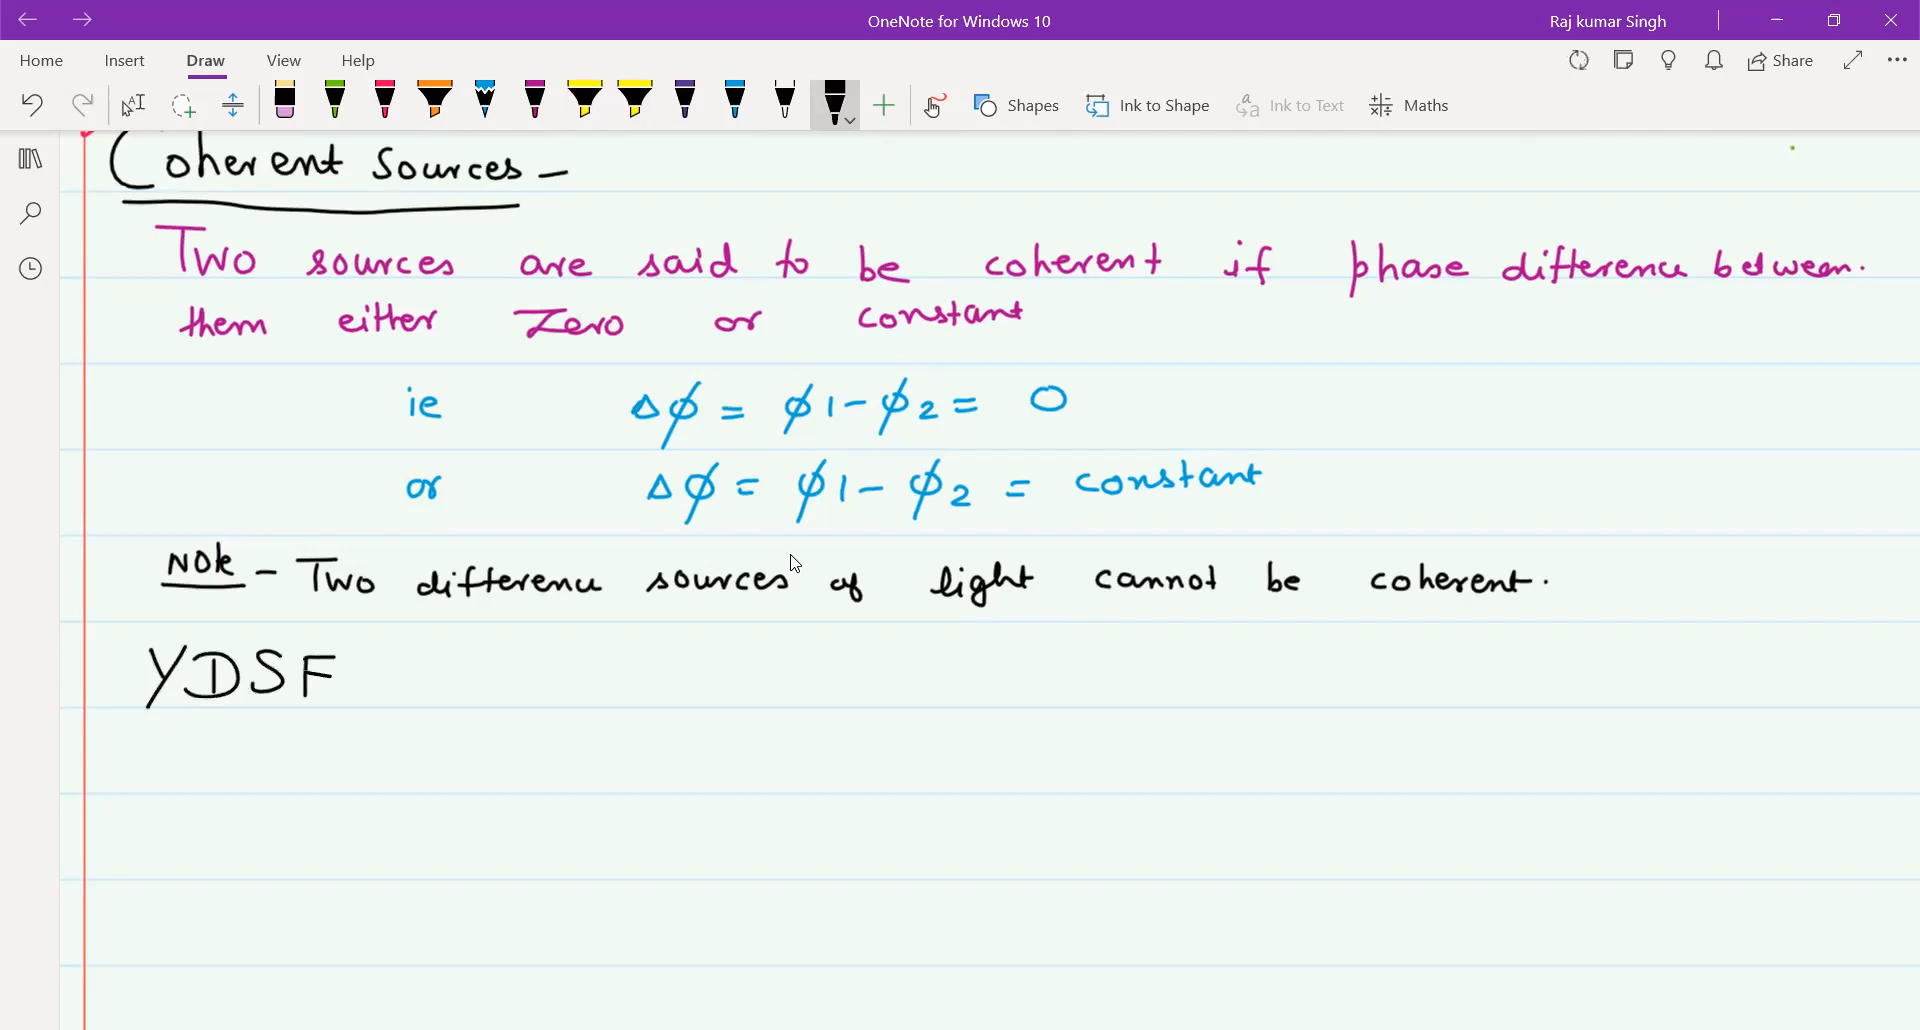 OneNote for Windows 10
Raj kumar Singh
Home Insert Draw View Help
Share
Shapes Ink to Shape Ink to Text Maths
Coherent Sources -
Two sources are said to be coherent if phase difference between.
them either Zero or constant
ie Δφ = φ1 - φ2 = 0
or Δφ = φ1 - φ2 = constant
Note - Two difference sources of light cannot be coherent.
YDSF